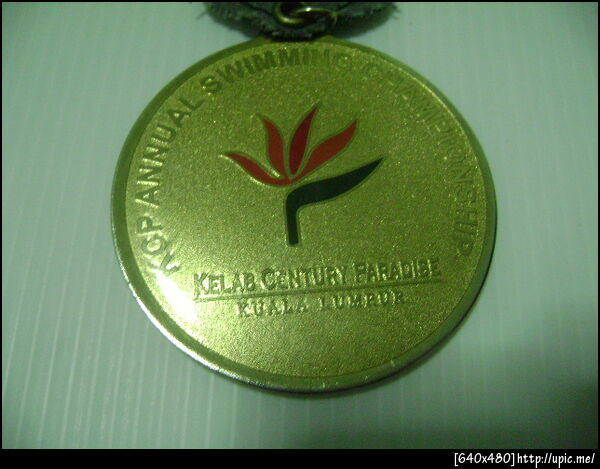 KCP ANNUAL SWIMMING CHAMPIONSHIP
KELAB CENTURY PARADISE
KUALA LUMPUR
[640x480]http://upic.me/